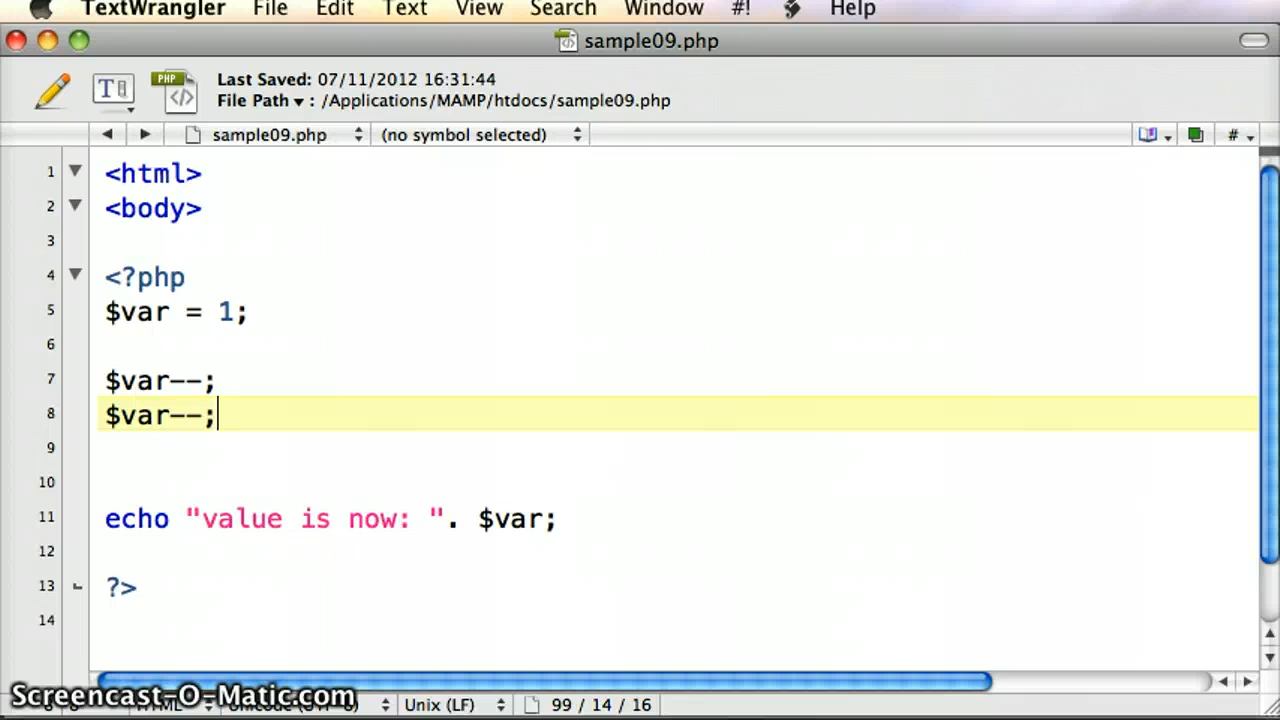 TextWrangler File Edit Text View Search Window #! Help
sample09.php
Last Saved: 07/11/2012 16:31:44
File Path ▾ : /Applications/MAMP/htdocs/sample09.php
sample09.php (no symbol selected) #
1 <html>
2 <body>
3
4 <?php
5 $var = 1;
6
7 $var--;
8 $var--;
9
10
11 echo "value is now: ". $var;
12
13 ?>
14
Screencast-O-Matic.com
Unix (LF) 99 / 14 / 16